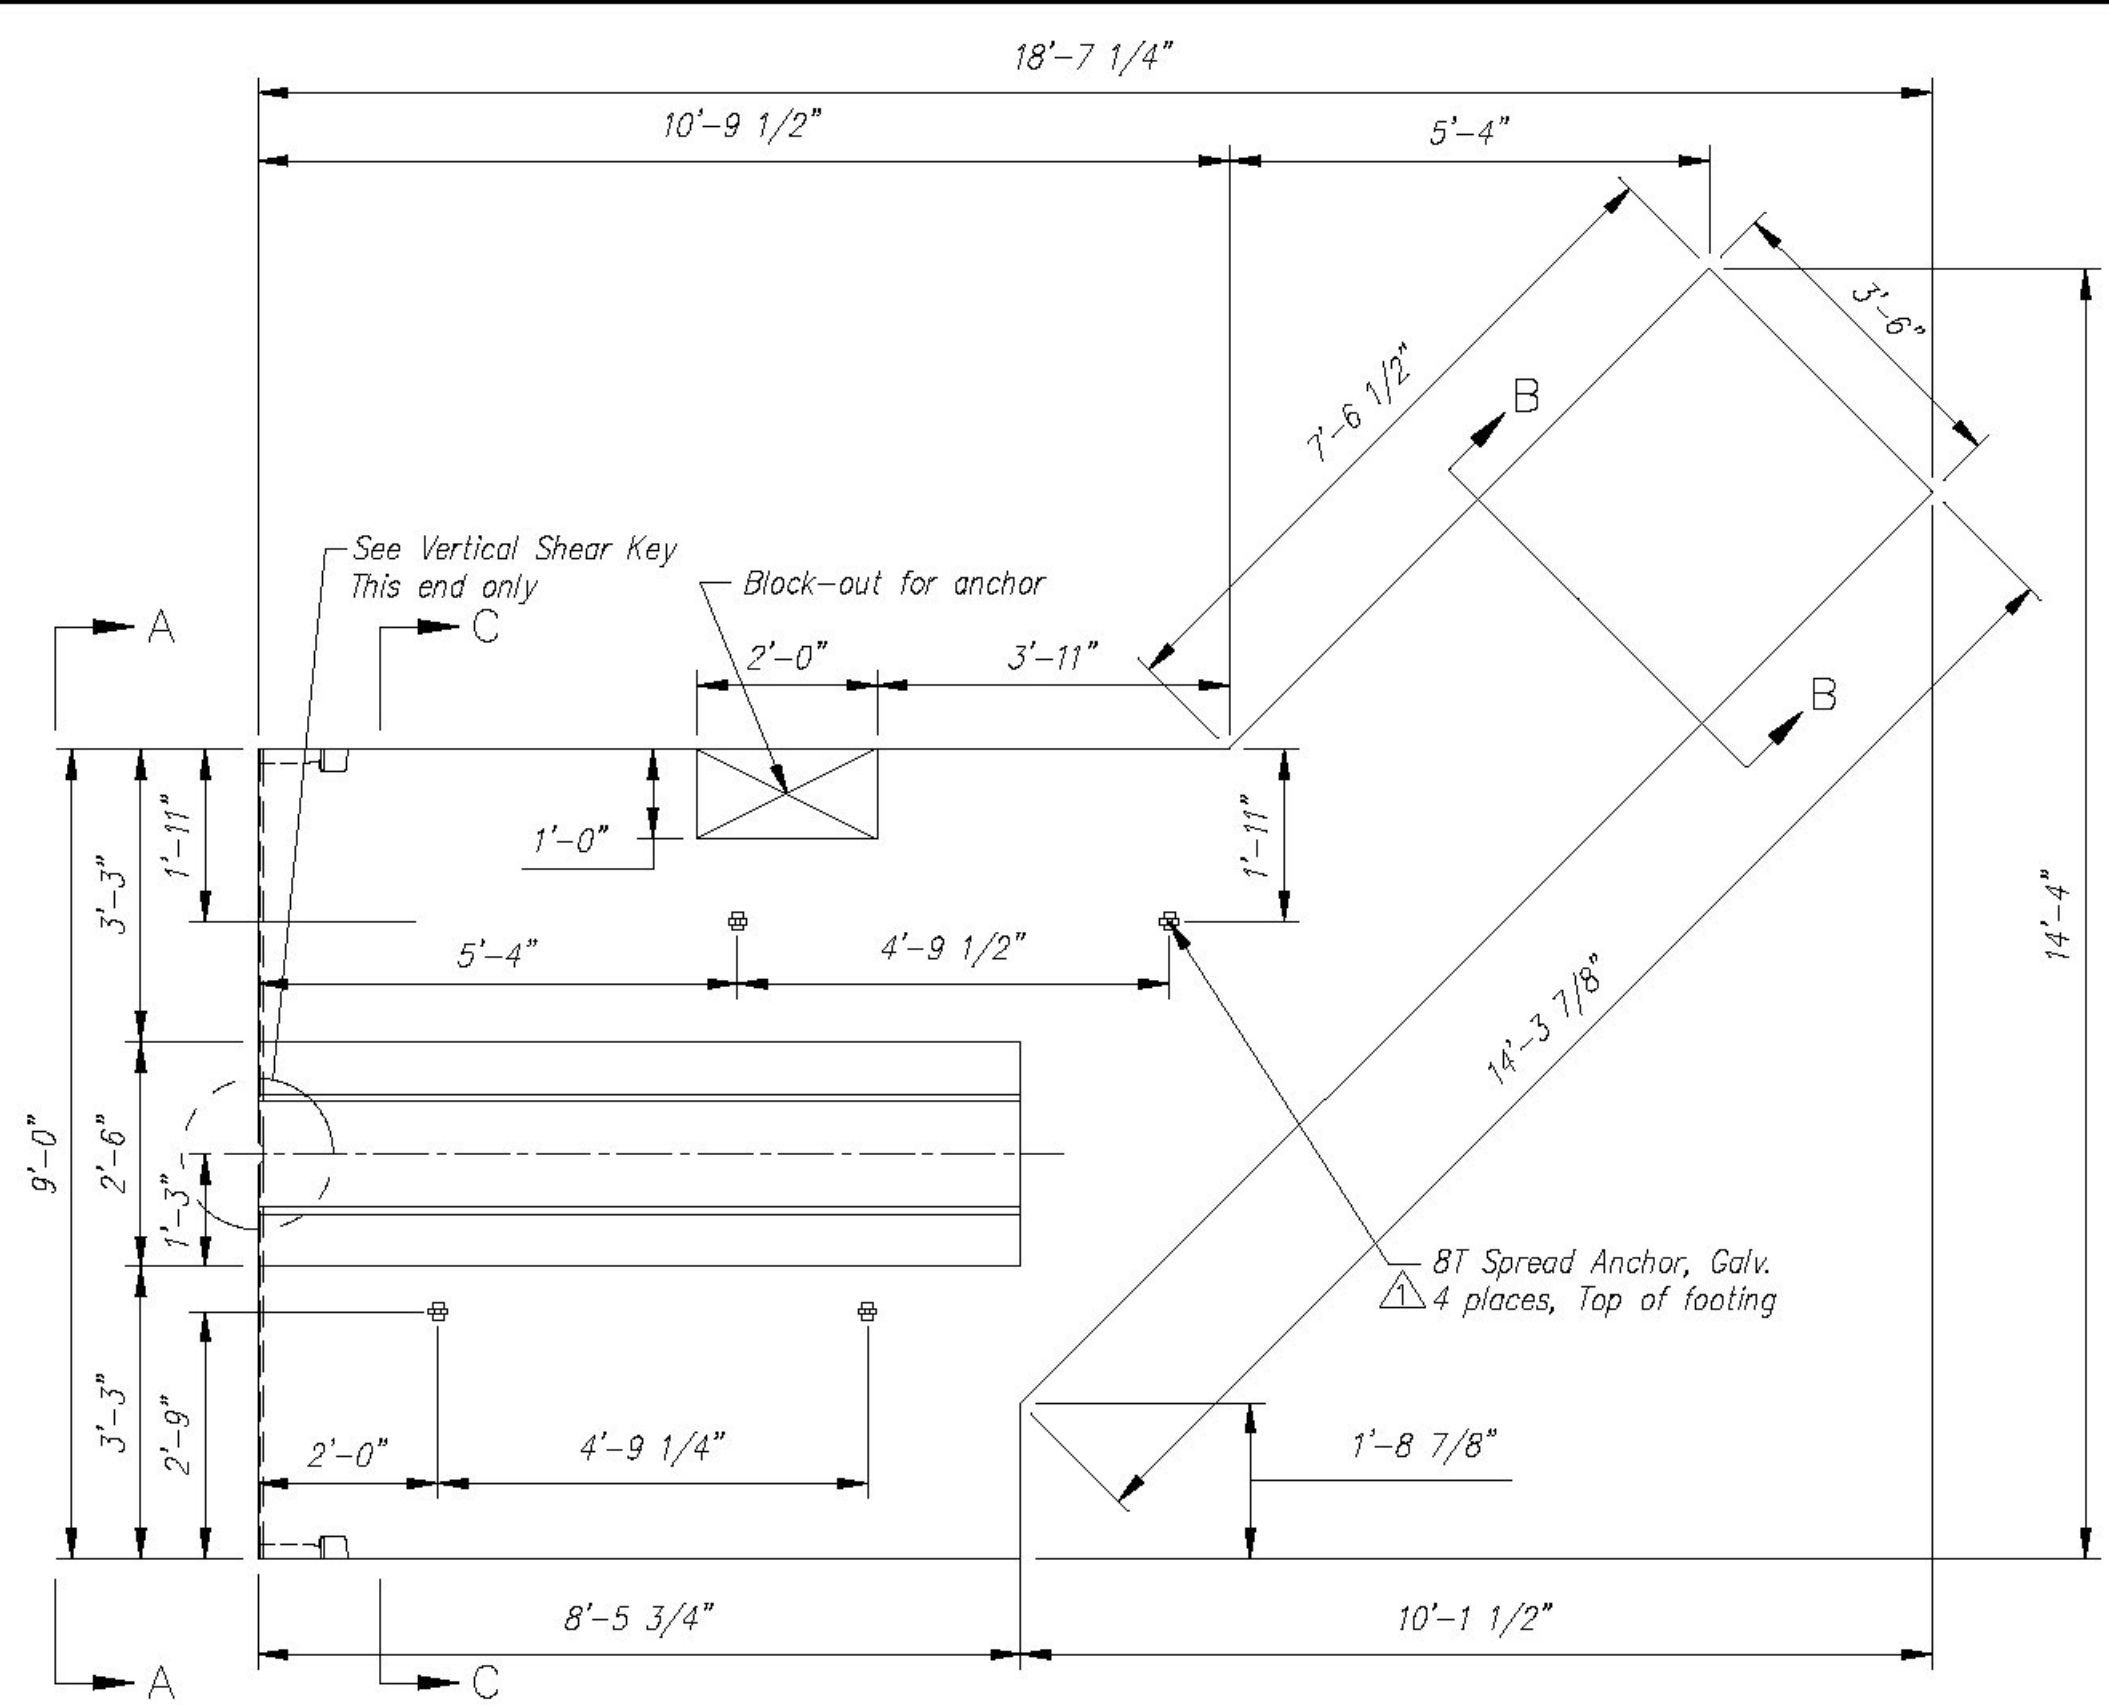 18'-7 1/4"
10'-9 1/2"
5'-4"
3'-6"
7'-6 1/2"
B
See Vertical Shear Key
This end only
Block-out for anchor
A
C
2'-0"
3'-11"
B
1'-11"
1'-0"
1'-11"
3'-3"
14'-4"
5'-4"
4'-9 1/2"
14'-3 7/8"
9'-0"
2'-6"
1'-3"
8T Spread Anchor, Galv.
1 4 places, Top of footing
3'-3"
2'-9"
2'-0"
4'-9 1/4"
1'-8 7/8"
8'-5 3/4"
10'-1 1/2"
A
C